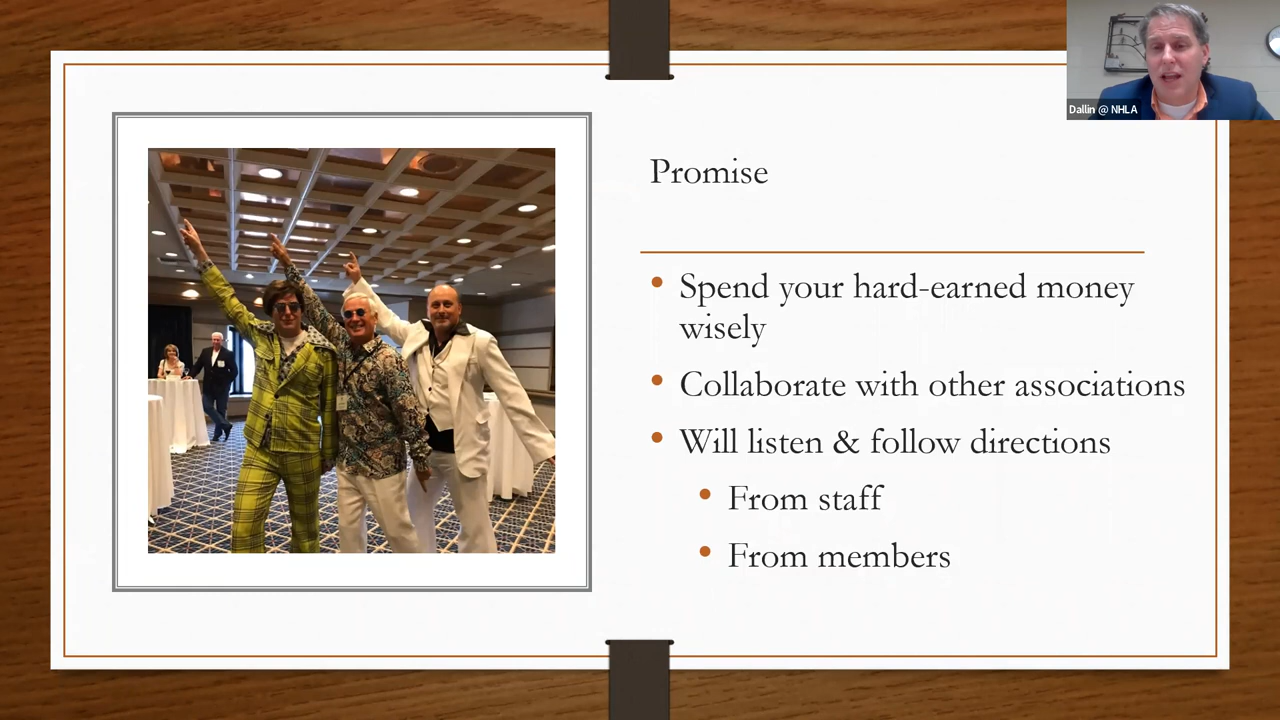 Dallin @ NHLA
Promise
Spend your hard-earned money
wisely
Collaborate with other associations
Will listen & follow directions
From staff
From members